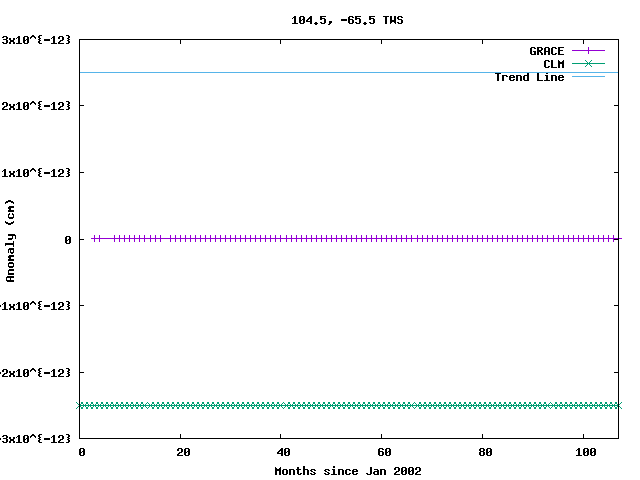 104.5, -65.5 TWS
3x10^{-12}
2x10^{-12}
1x10^{-12}
0
-1x10^{-12}
-2x10^{-12}
-3x10^{-12}
Anomaly (cm)
GRACE
CLM
Trend Line
0 20 40 60 80 100
Months since Jan 2002